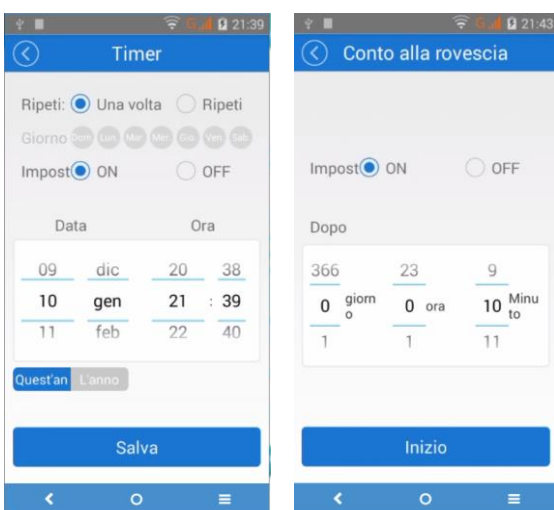 G 21:39
Timer
Ripeti: Una volta Ripeti
Giorno Dom Lun Mar Mer Gio Ven Sab
Impost ON OFF
Data Ora
09 dic 20 38
10 gen 21 : 39
11 feb 22 40
Quest'an L'anno
Salva
G 21:43
Conto alla rovescia
Impost ON OFF
Dopo
366 23 9
0 giorn
o 0 ora 10 Minu
to
1 1 11
Inizio